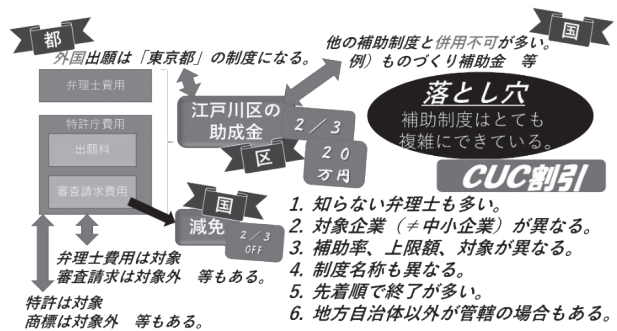 都
外国出願は「東京都」の制度になる。
他の補助制度と併用不可が多い。
例）ものづくり補助金　等
国
弁理士費用
特許庁費用
出願料
審査請求費用
江戸川区の
助成金
２／３
２０
万円
区
落とし穴
補助制度はとても
複雑にできている。
CUC割引
国
減免
２／３
OFF
弁理士費用は対象
審査請求は対象外　等もある。
特許は対象
商標は対象外　等もある。
1. 知らない弁理士も多い。
2. 対象企業（≠中小企業）が異なる。
3. 補助率、上限額、対象が異なる。
4. 制度名称も異なる。
5. 先着順で終了が多い。
6. 地方自治体以外が管轄の場合もある。